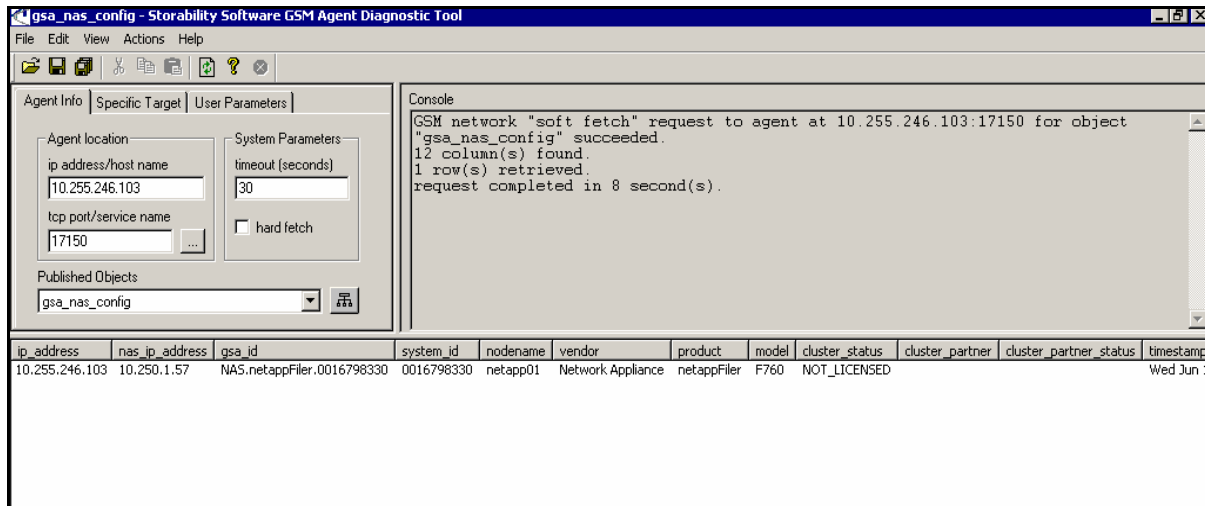 gsa_nas_config - Storability Software GSM Agent Diagnostic Tool
File Edit View Actions Help
Agent Info Specific Target User Parameters
Agent location
ip address/host name
10.255.246.103
tcp port/service name
17150 ...
System Parameters
timeout (seconds)
30
hard fetch
Published Objects
gsa_nas_config
Console
GSM network "soft fetch" request to agent at 10.255.246.103:17150 for object
"gsa_nas_config" succeeded.
12 column(s) found.
1 row(s) retrieved.
request completed in 8 second(s).
ip_address nas_ip_address gsa_id system_id nodename vendor product model cluster_status cluster_partner cluster_partner_status timestamp
10.255.246.103 10.250.1.57 NAS.netappFiler.0016798330 0016798330 netapp01 Network Appliance netappFiler F760 NOT_LICENSED Wed Jun